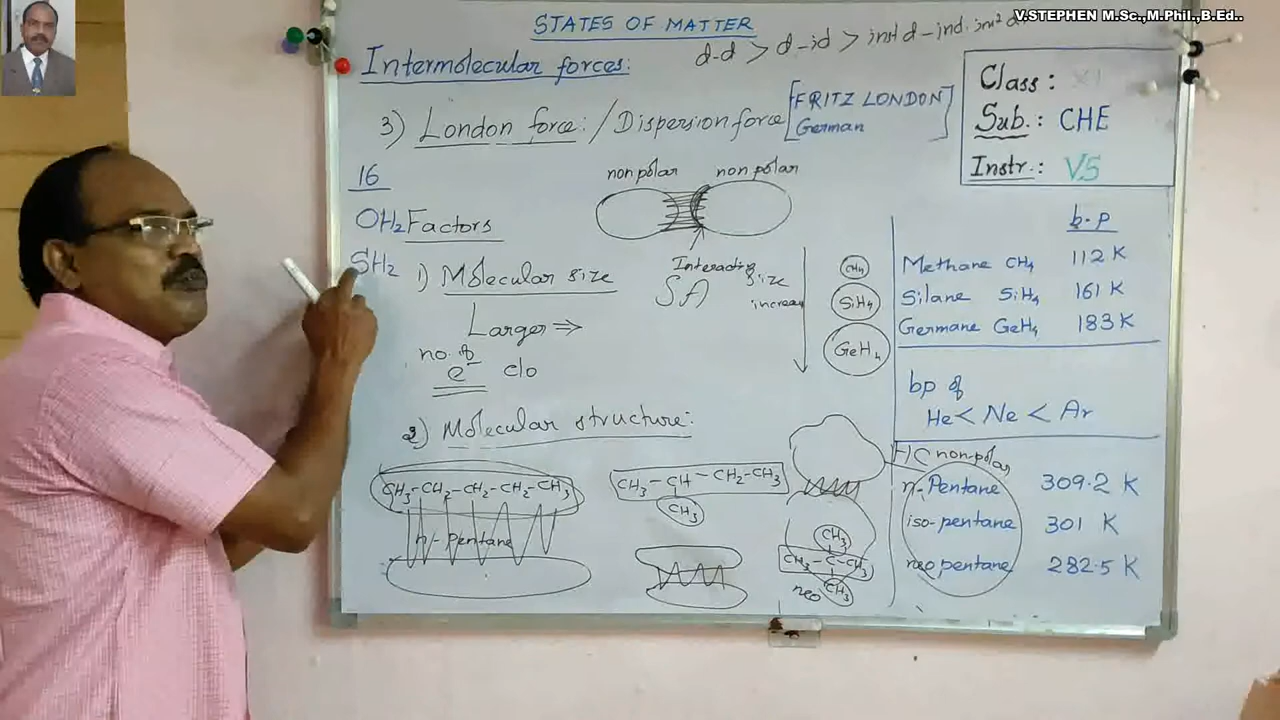 V.STEPHEN M.Sc.,M.Phil.,B.Ed..
STATES OF MATTER
d-d > d-id >
Intermolecular forces:
Class: XI
Sub.: CHE
Instr.: V.S
3) London force: / Dispersion force [FRITZ LONDON]
German
16
OH2
SH2
Factors
non polar non polar
Interacting
SA
1) Molecular size
Larger ⇒
no. of
e⁻ clo
size
increases
CH4
SiH4
GeH4
b.p
Methane CH4 112 K
Silane SiH4 161 K
Germane GeH4 183 K
bp of
He < Ne < Ar
2) Molecular structure:
CH3-CH2-CH2-CH2-CH3
n-pentane
CH3-CH-CH2-CH3
CH3
CH3
CH3-C-CH3
CH3
neo
HC non-polar
n-Pentane 309.2 K
iso-pentane 301 K
neo pentane 282.5 K